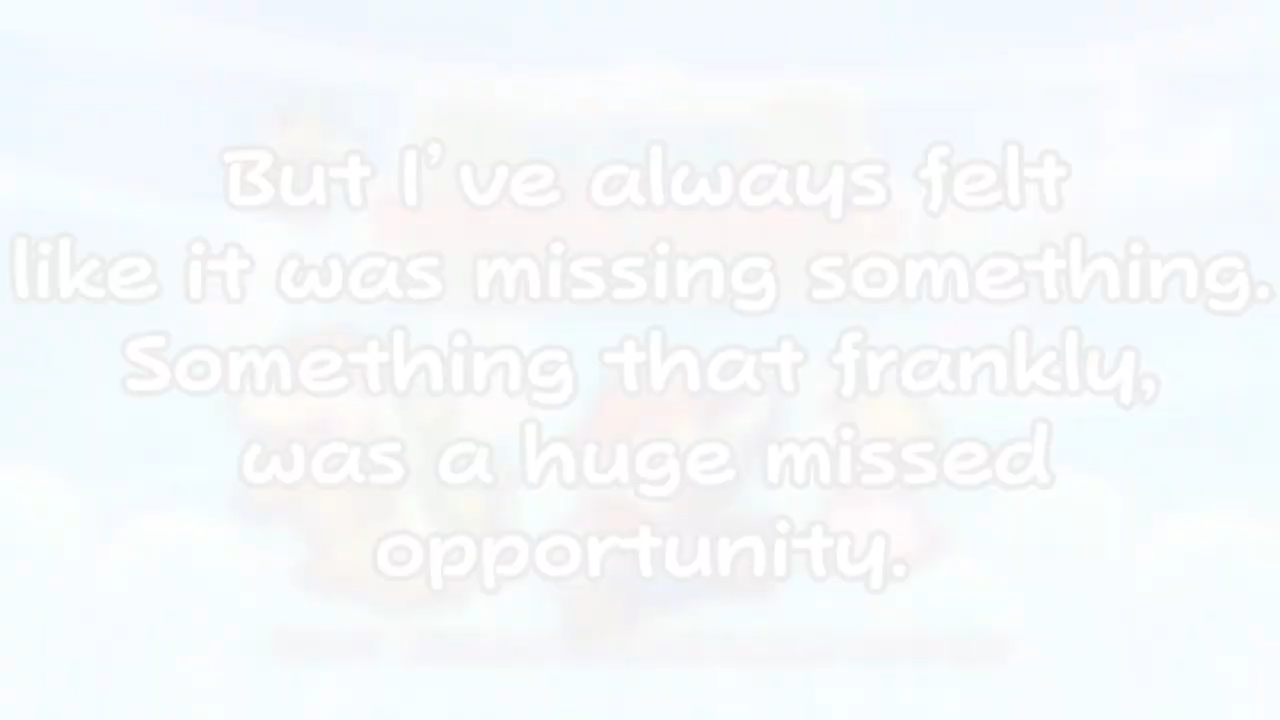 But I've always felt
like it was missing something.
Something that frankly,
was a huge missed
opportunity.